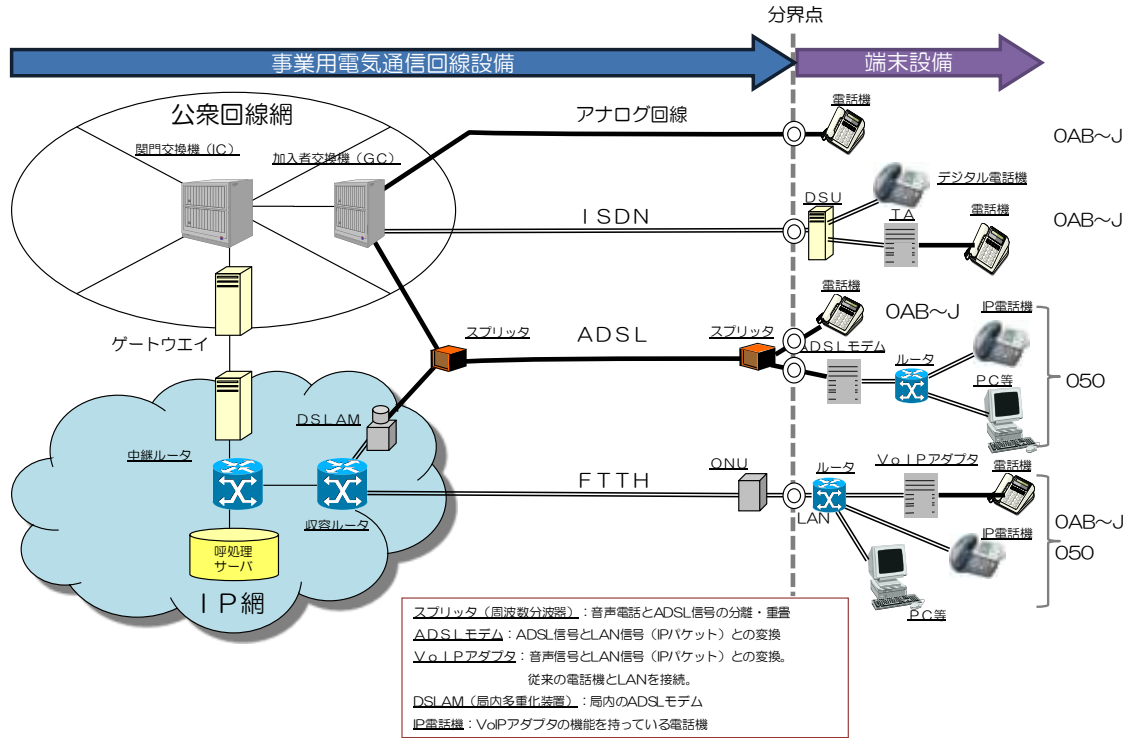 分界点
事業用電気通信回線設備
端末設備
公衆回線網
アナログ回線
電話機
0AB~J
関門交換機(IC)
加入者交換機(GC)
デジタル電話機
DSU
ISDN
TA
電話機
0AB~J
電話機
0AB~J
IP電話機
スプリッタ
ADSL
スプリッタ
ADSLモデム
ルータ
ゲートウエイ
PC等
050
DSLAM
中継ルータ
ONU
ルータ
VoIPアダプタ
電話機
FTTH
LAN
収容ルータ
0AB~J
IP電話機
050
呼処理
サーバ
IP網
PC等
スプリッタ(周波数分波器):音声電話とADSL信号の分離・重畳
ADSLモデム:ADSL信号とLAN信号(IPパケット)との変換
VoIPアダプタ:音声信号とLAN信号(IPパケット)との変換。
従来の電話機とLANを接続。
DSLAM(局内多重化装置):局内のADSLモデム
IP電話機:VoIPアダプタの機能を持っている電話機